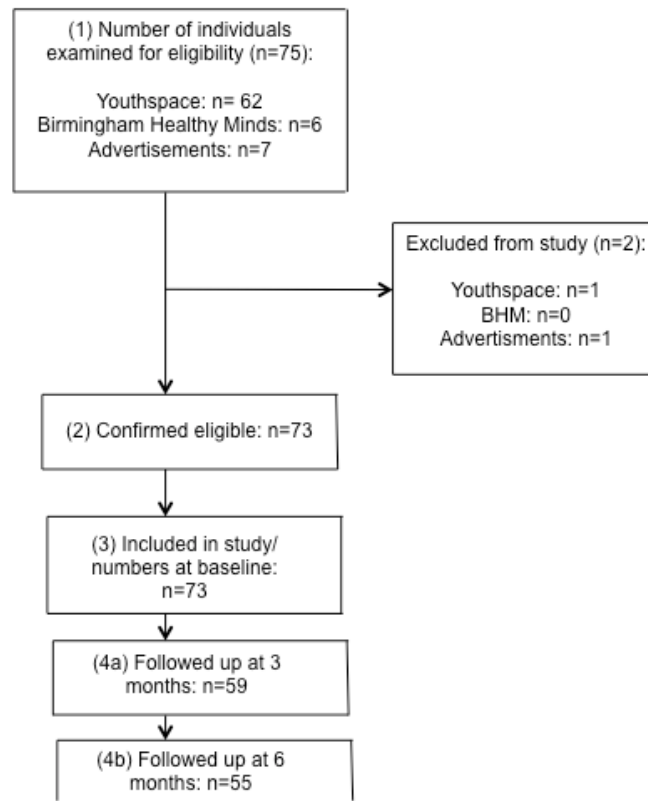 (1) Number of individuals
examined for eligibility (n=75):
Youthspace: n= 62
Birmingham Healthy Minds: n=6
Advertisements: n=7
Excluded from study (n=2):
Youthspace: n=1
BHM: n=0
Advertisments: n=1
(2) Confirmed eligible: n=73
(3) Included in study/
numbers at baseline:
n=73
(4a) Followed up at 3
months: n=59
(4b) Followed up at 6
months: n=55